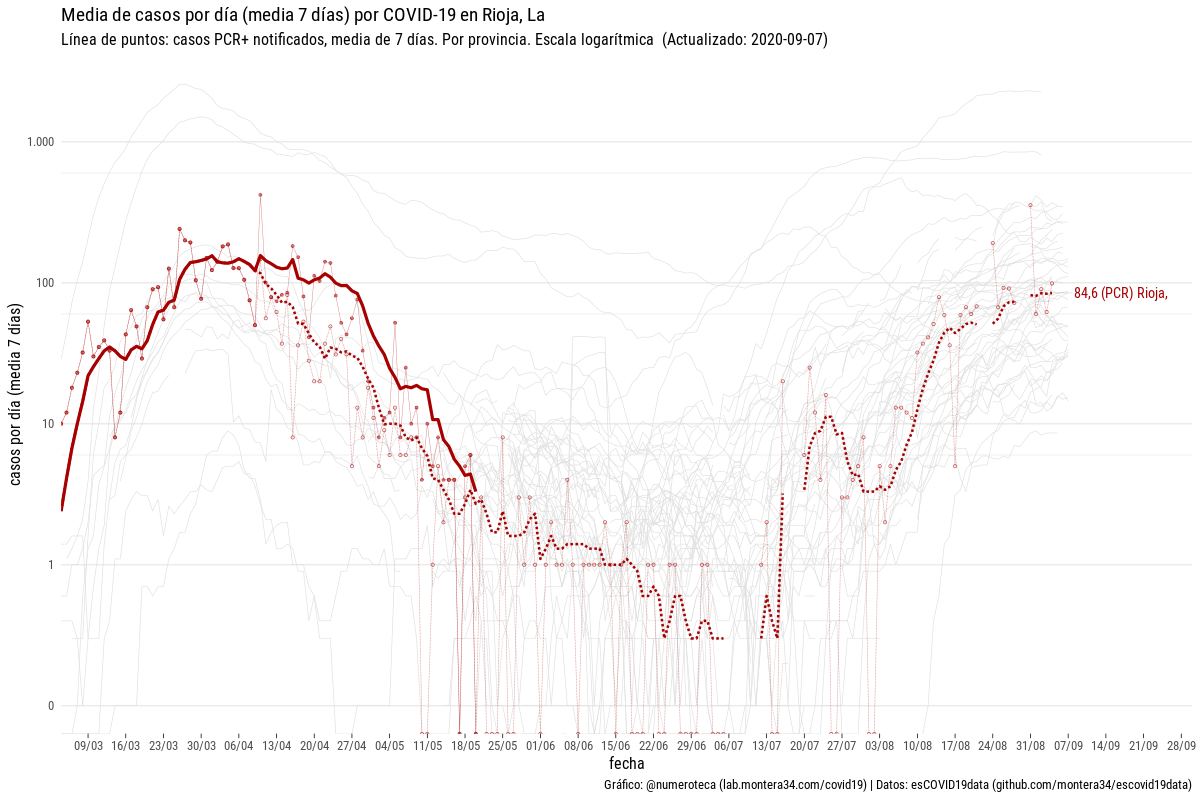 Media de casos por día (media 7 días) por COVID-19 en Rioja, La
Línea de puntos: casos PCR+ notificados, media de 7 días. Por provincia. Escala logarítmica  (Actualizado: 2020-09-07)
casos por día (media 7 días)
1.000
100
10
1
0
84,6 (PCR) Rioja,
09/03 16/03 23/03 30/03 06/04 13/04 20/04 27/04 04/05 11/05 18/05 25/05 01/06 08/06 15/06 22/06 29/06 06/07 13/07 20/07 27/07 03/08 10/08 17/08 24/08 31/08 07/09 14/09 21/09 28/09
fecha
Gráfico: @numeroteca (lab.montera34.com/covid19) | Datos: esCOVID19data (github.com/montera34/escovid19data)